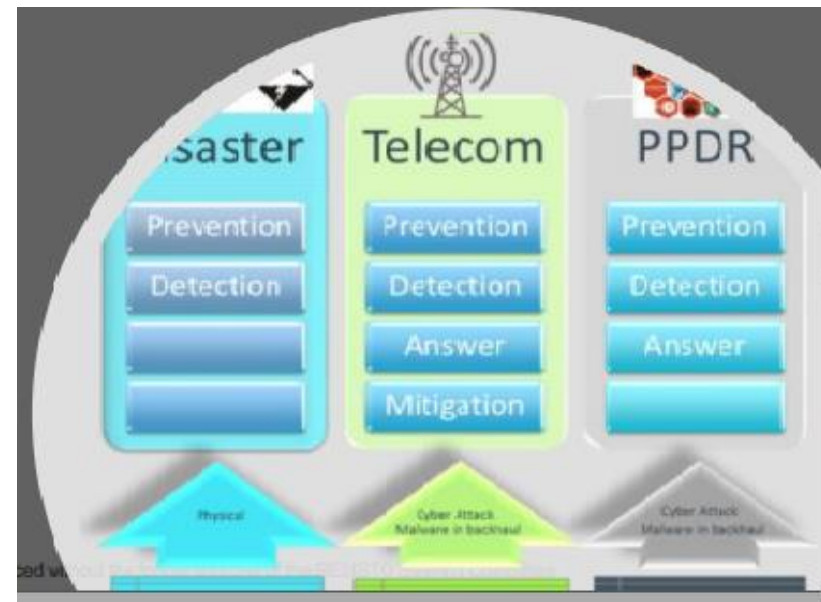 saster Telecom PPDR
Prevention Prevention Prevention
Detection Detection Detection
Answer Answer
Mitigation
Physical Cyber Attack Cyber Attack
Malware in backhaul Malware in backhaul